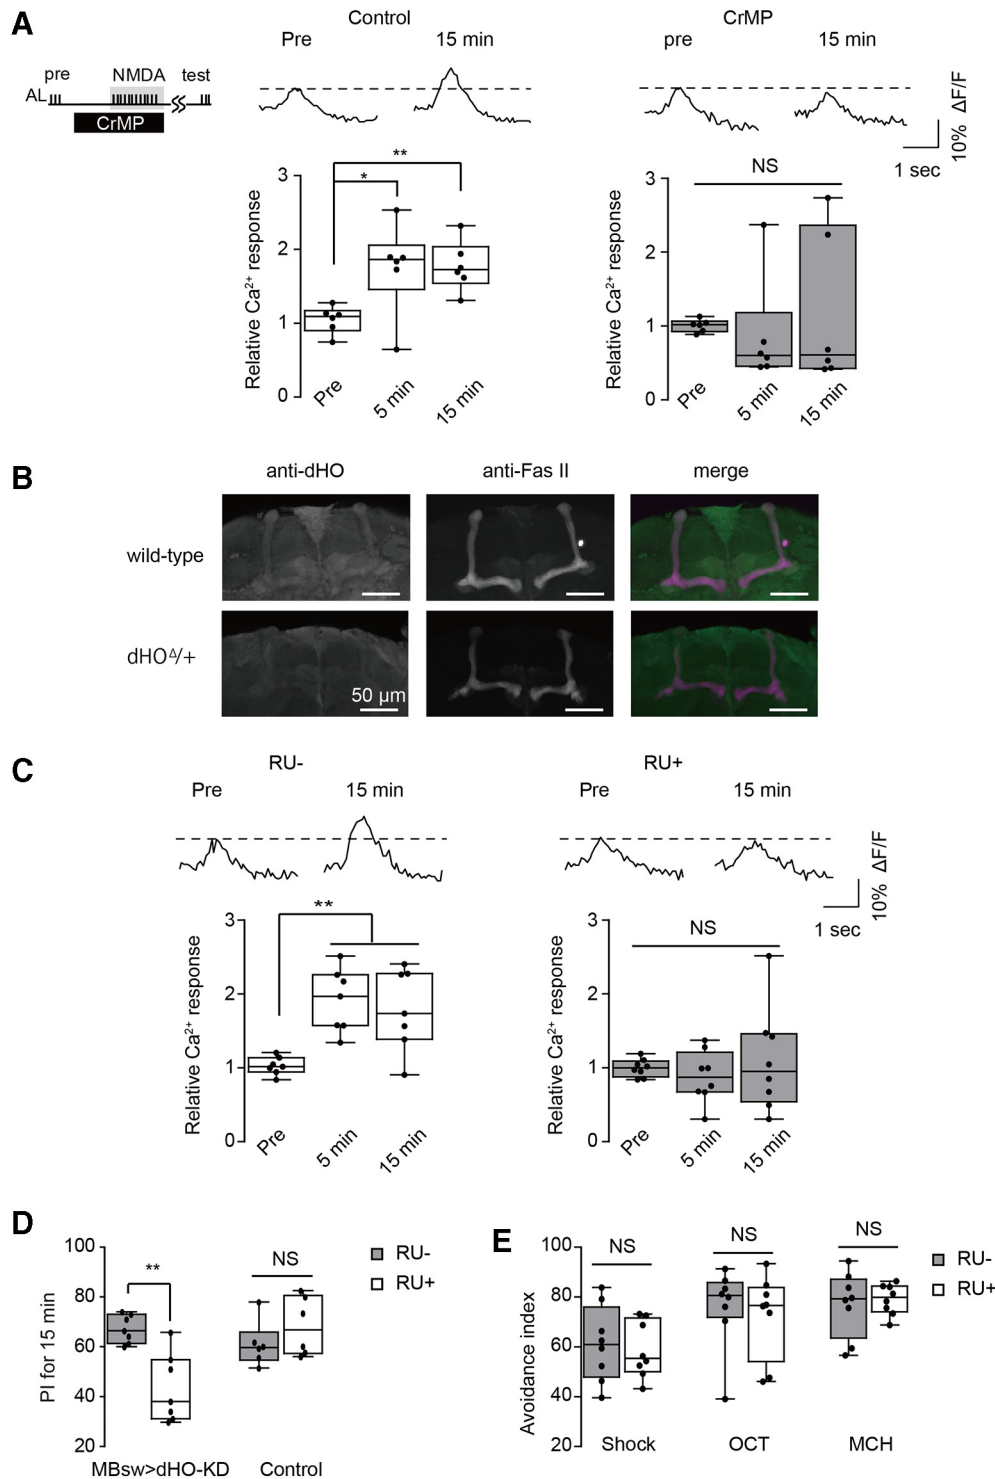 A
Control
CrMP
Pre
15 min
pre
15 min
pre
NMDA
test
AL
CrMP
10% ΔF/F
1 sec
**
*
NS
Relative Ca²⁺ response
3
2
1
0
Pre
5 min
15 min
Relative Ca²⁺ response
3
2
1
0
Pre
5 min
15 min
B
anti-dHO
anti-Fas II
merge
wild-type
dHO^Δ/+
50 µm
C
RU-
RU+
Pre
15 min
Pre
15 min
10% ΔF/F
1 sec
**
NS
Relative Ca²⁺ response
3
2
1
0
Pre
5 min
15 min
Relative Ca²⁺ response
3
2
1
0
Pre
5 min
15 min
D
PI for 15 min
100
80
60
40
20
**
NS
RU-
RU+
MBsw>dHO-KD
Control
E
Avoidance index
100
80
60
40
20
NS
NS
NS
RU-
RU+
Shock
OCT
MCH